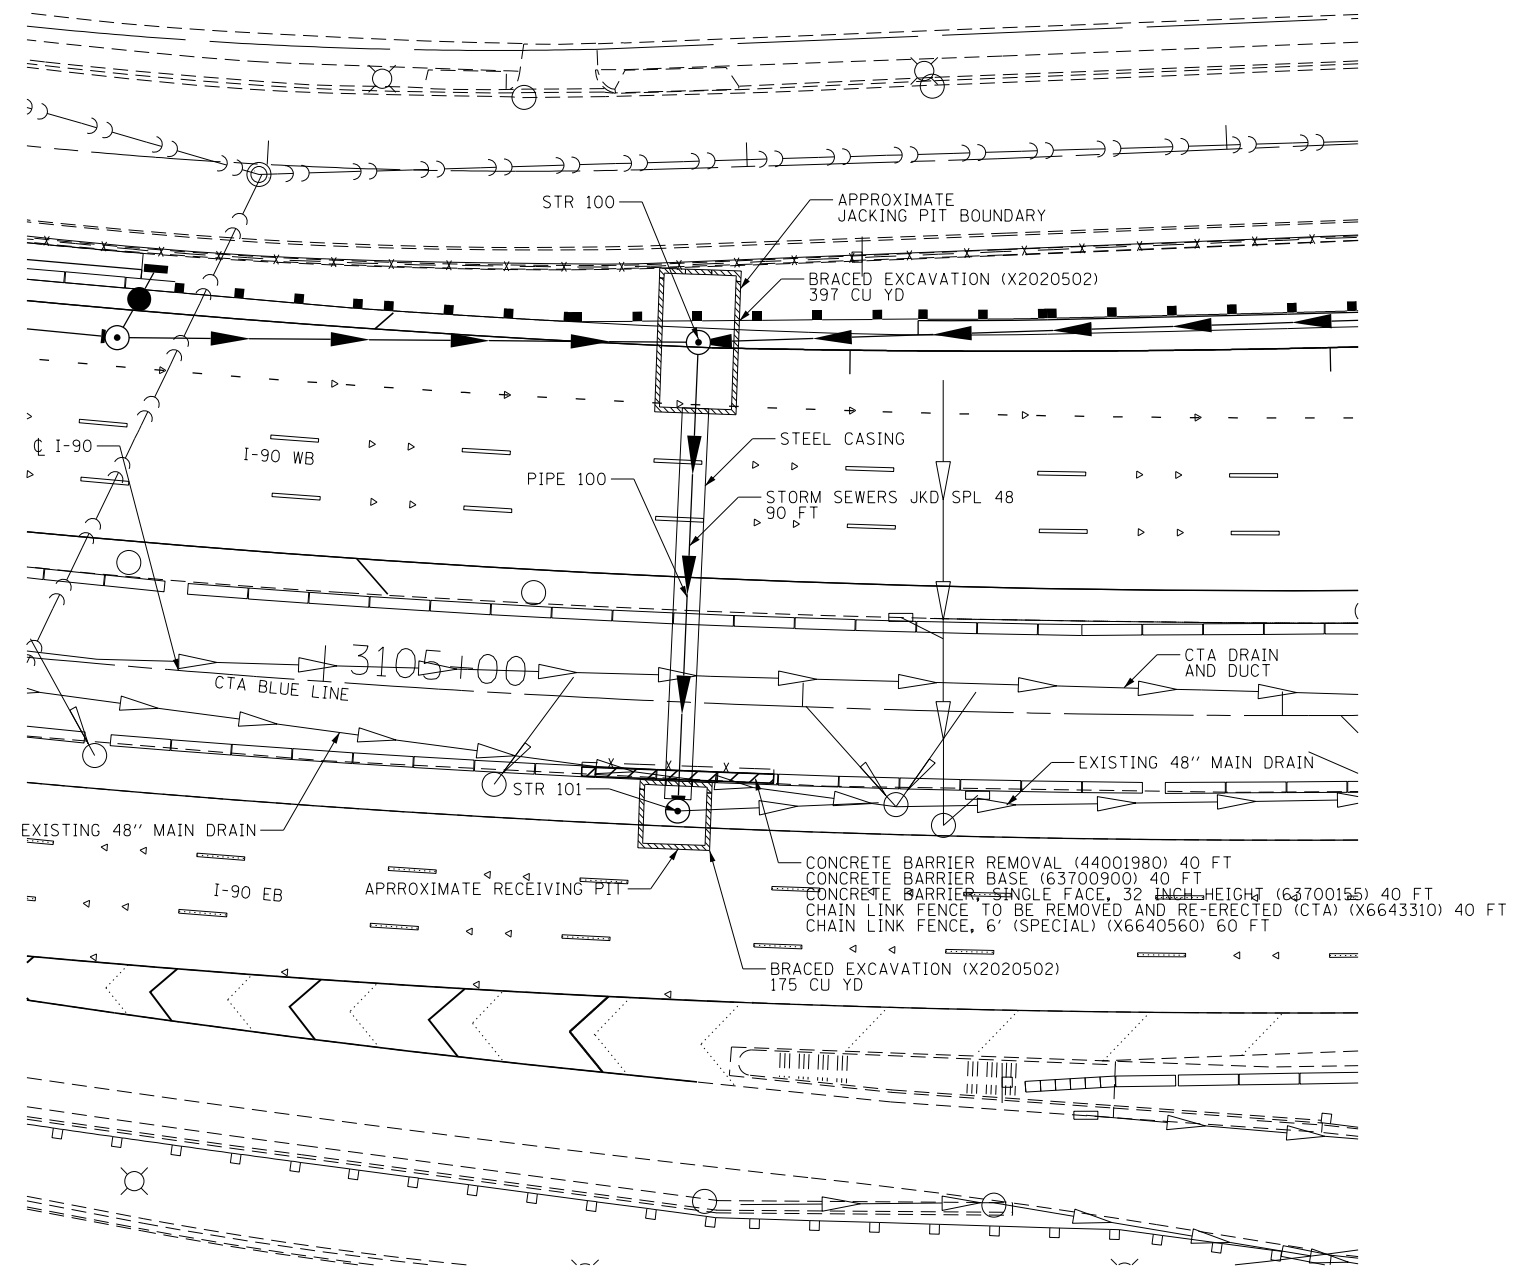 STR 100
APPROXIMATE
JACKING PIT BOUNDARY
BRACED EXCAVATION (X2020502)
397 CU YD
℄ I-90
I-90 WB
STEEL CASING
PIPE 100
STORM SEWERS JKD SPL 48
90 FT
3105+00
CTA BLUE LINE
CTA DRAIN
AND DUCT
EXISTING 48'' MAIN DRAIN
STR 101
EXISTING 48'' MAIN DRAIN
I-90 EB
APRROXIMATE RECEIVING PIT
CONCRETE BARRIER REMOVAL (44001980) 40 FT
CONCRETE BARRIER BASE (63700900) 40 FT
CONCRETE BARRIER, SINGLE FACE, 32 INCH HEIGHT (63700155) 40 FT
CHAIN LINK FENCE TO BE REMOVED AND RE-ERECTED (CTA) (X6643310) 40 FT
CHAIN LINK FENCE, 6' (SPECIAL) (X6640560) 60 FT
BRACED EXCAVATION (X2020502)
175 CU YD